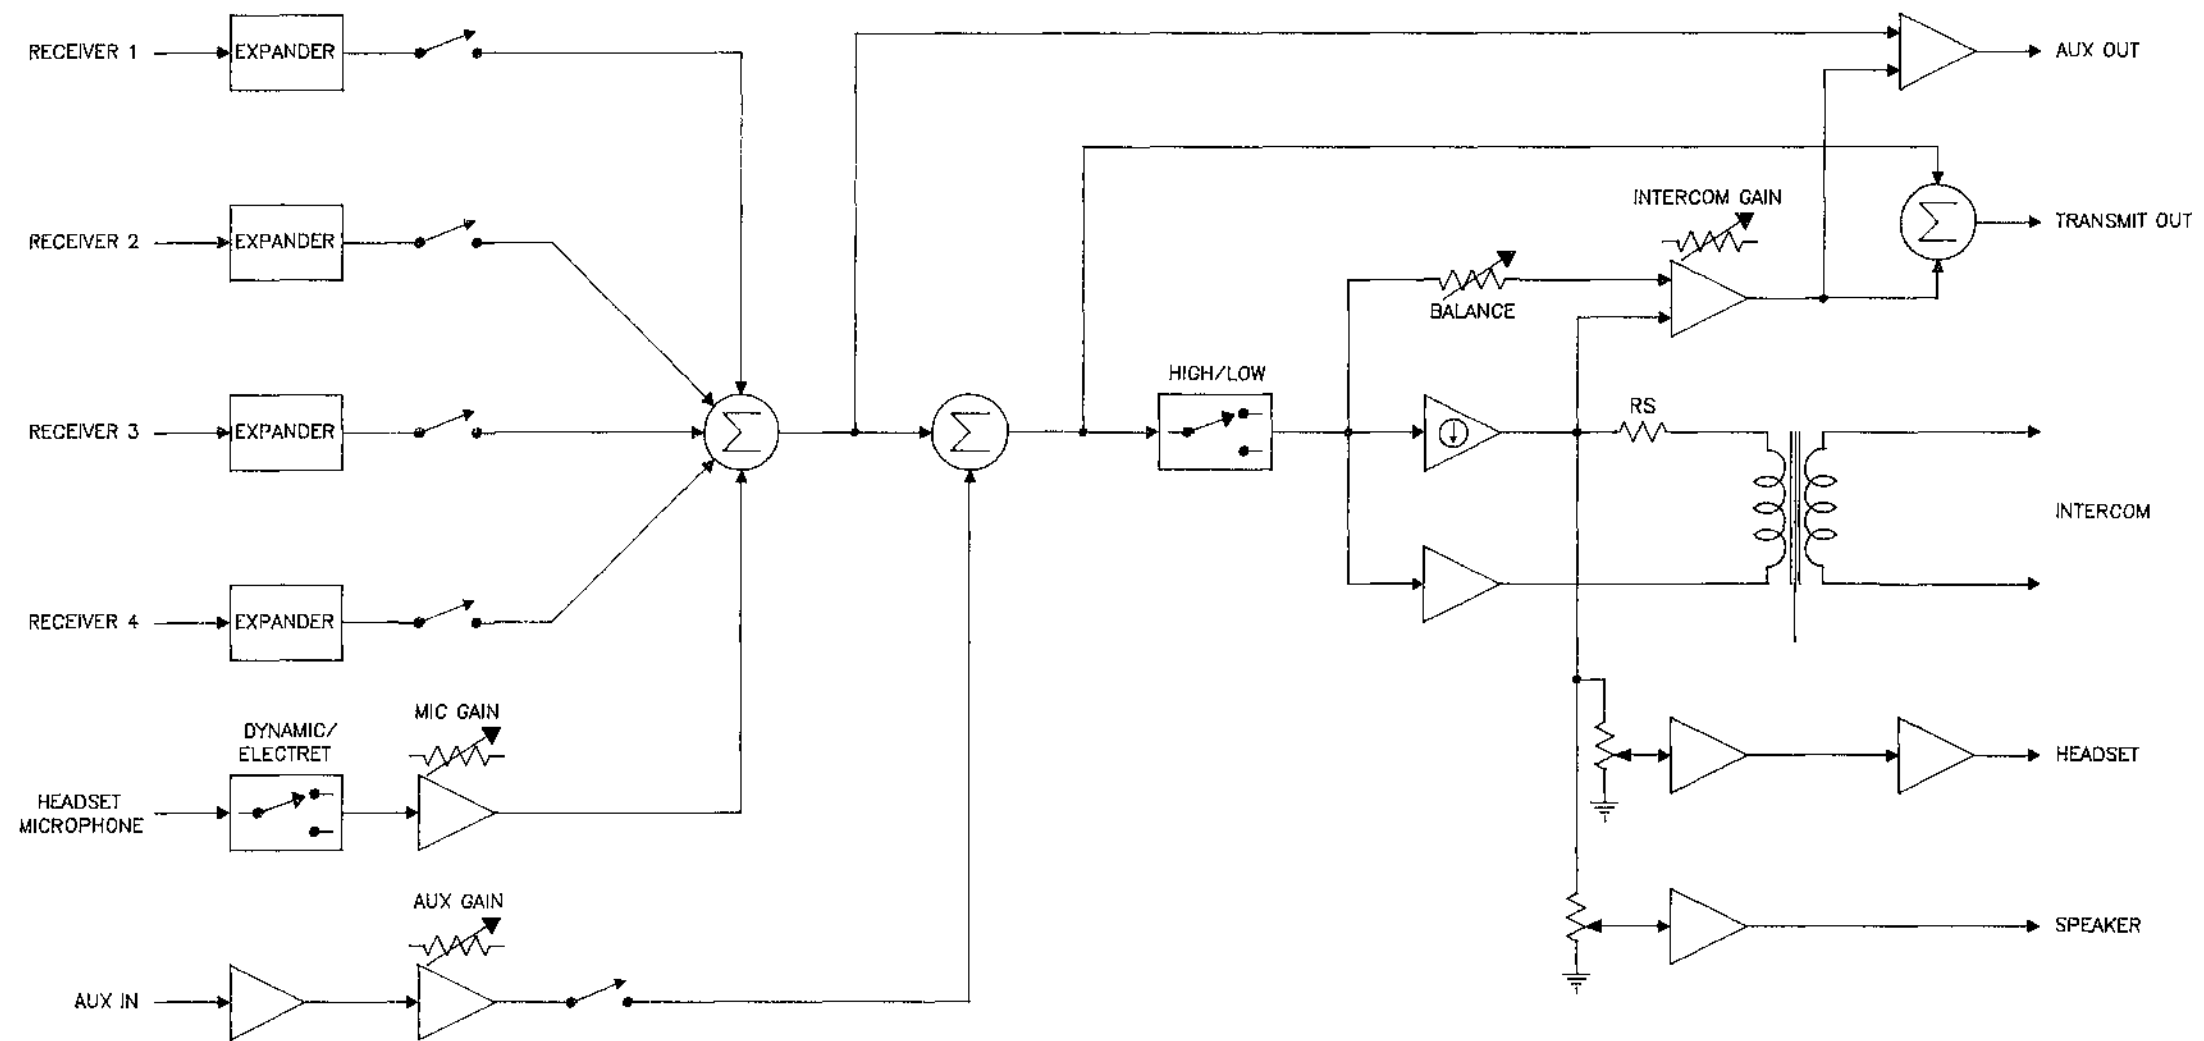 RECEIVER 1
EXPANDER
AUX OUT
RECEIVER 2
EXPANDER
INTERCOM GAIN
Σ
TRANSMIT OUT
BALANCE
HIGH/LOW
RECEIVER 3
EXPANDER
Σ
Σ
RS
INTERCOM
RECEIVER 4
EXPANDER
MIC GAIN
DYNAMIC/
ELECTRET
HEADSET
MICROPHONE
HEADSET
AUX GAIN
SPEAKER
AUX IN